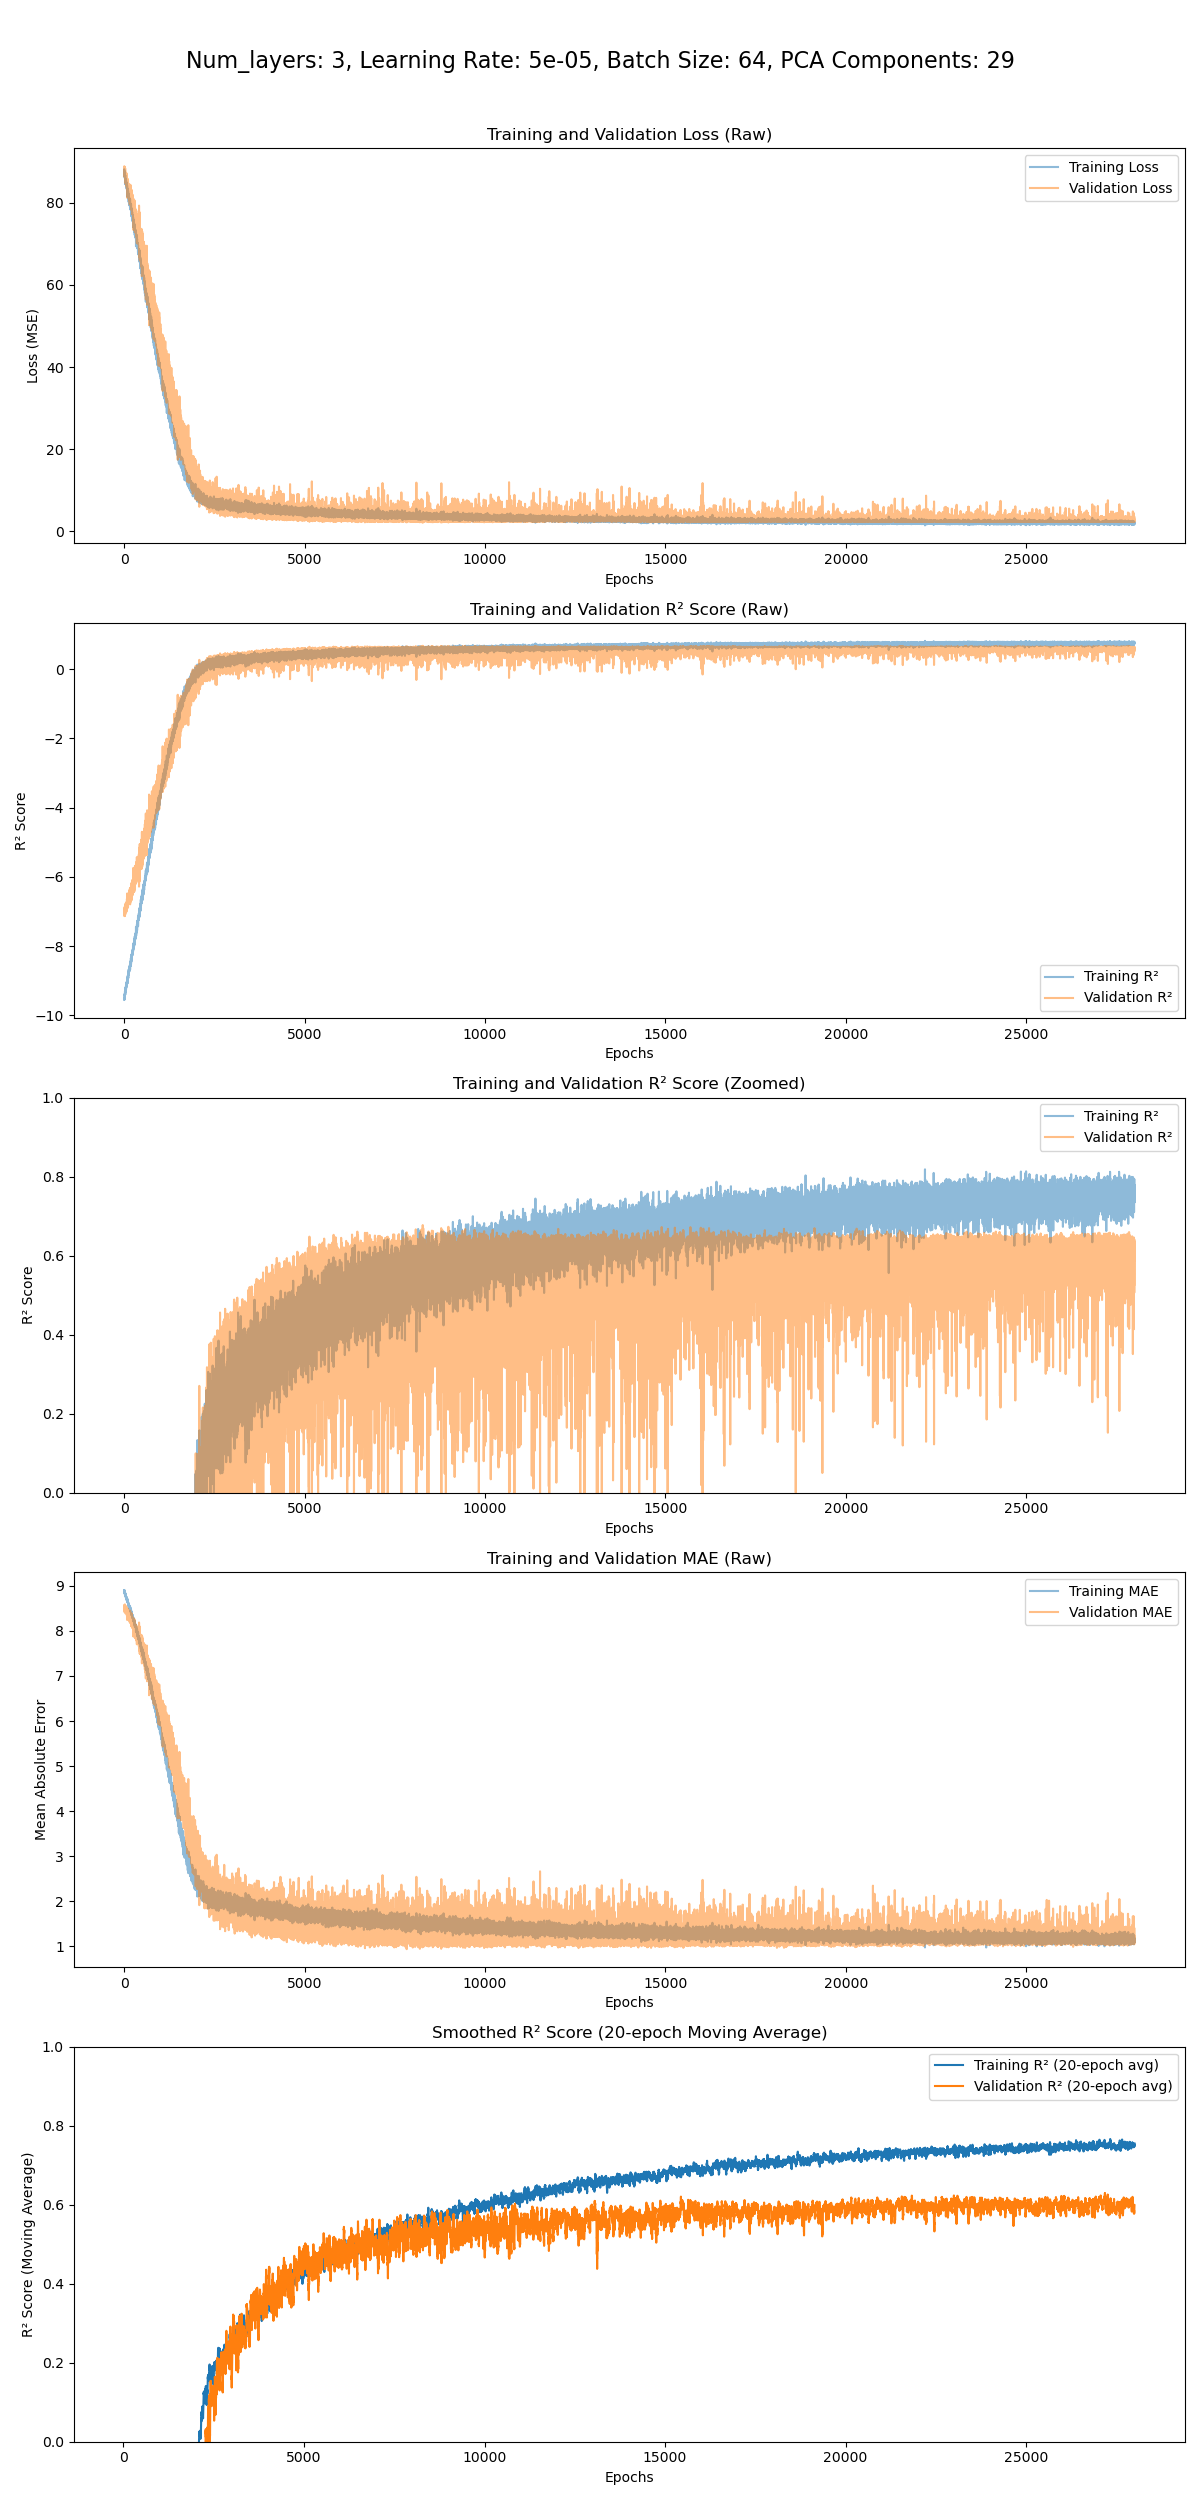 Num_layers: 3, Learning Rate: 5e-05, Batch Size: 64, PCA Components: 29
Training and Validation Loss (Raw)
Loss (MSE)
80
60
40
20
0
Training Loss
Validation Loss
0 5000 10000 15000 20000 25000
Epochs
Training and Validation R² Score (Raw)
R² Score
0
−2
−4
−6
−8
−10
Training R²
Validation R²
0 5000 10000 15000 20000 25000
Epochs
Training and Validation R² Score (Zoomed)
R² Score
1.0
0.8
0.6
0.4
0.2
0.0
Training R²
Validation R²
0 5000 10000 15000 20000 25000
Epochs
Training and Validation MAE (Raw)
Mean Absolute Error
9
8
7
6
5
4
3
2
1
Training MAE
Validation MAE
0 5000 10000 15000 20000 25000
Epochs
Smoothed R² Score (20-epoch Moving Average)
R² Score (Moving Average)
1.0
0.8
0.6
0.4
0.2
0.0
Training R² (20-epoch avg)
Validation R² (20-epoch avg)
0 5000 10000 15000 20000 25000
Epochs